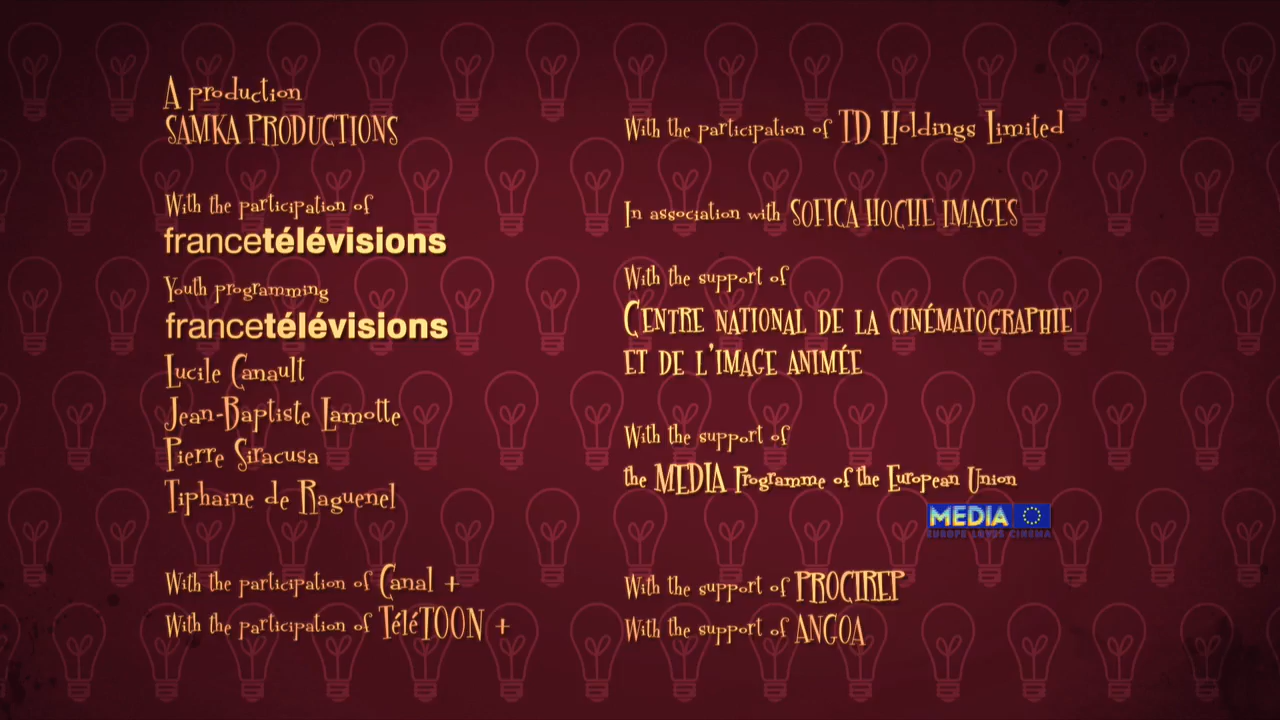 A production
SAMKA PRODUCTIONS
With the participation of
francetélévisions
Youth programming
francetélévisions
Lucile Canault
Jean-Baptiste Lamotte
Pierre Siracusa
Tiphaine de Raguenel
With the participation of Canal +
With the participation of TéléTOON +
With the participation of TD Holdings Limited
In association with SOFICA HOCHE IMAGES
With the support of
CENTRE NATIONAL DE LA CINÉMATOGRAPHIE
ET DE L'IMAGE ANIMÉE
With the support of
the MEDIA Programme of the European Union
MEDIA
EUROPE LOVES CINEMA
With the support of PROCIREP
With the support of ANGOA